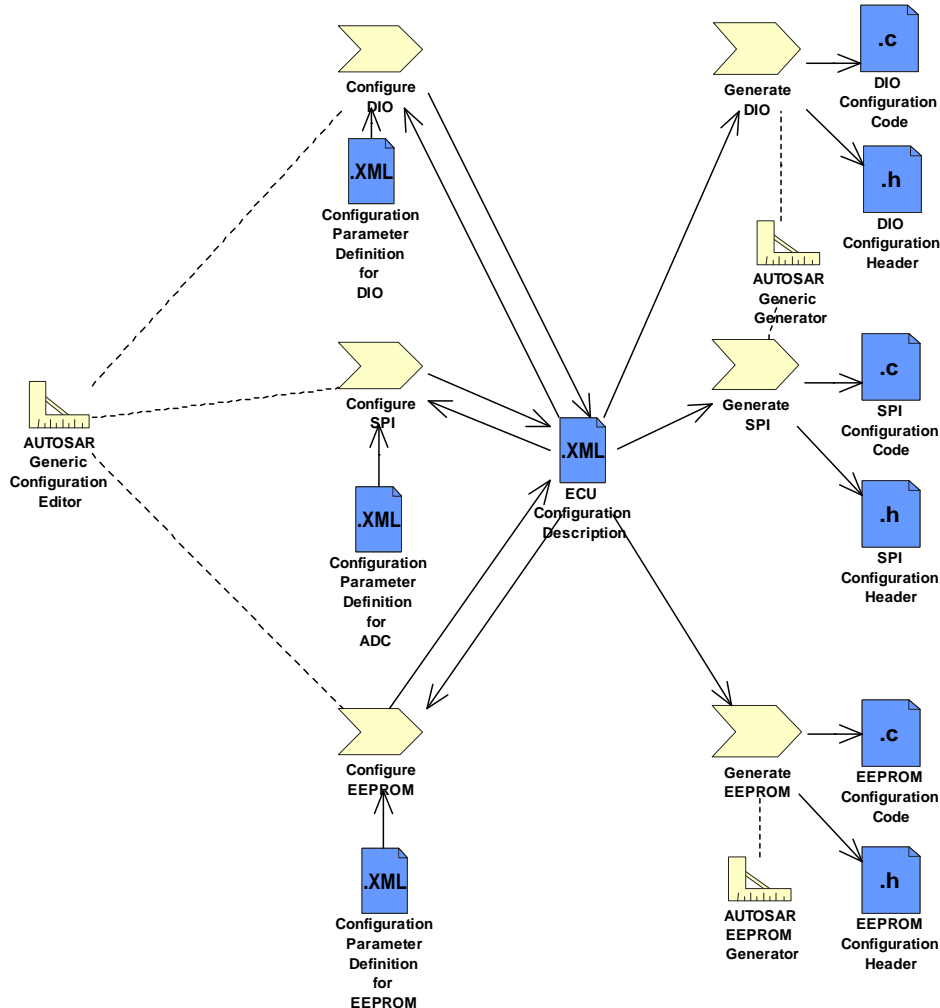 Configure
DIO
.XML
Configuration
Parameter
Definition
for
DIO
Generate
DIO
.c
DIO
Configuration
Code
.h
DIO
Configuration
Header
AUTOSAR
Generic
Generator
AUTOSAR
Generic
Configuration
Editor
Configure
SPI
.XML
Configuration
Parameter
Definition
for
ADC
.XML
ECU
Configuration
Description
Generate
SPI
.c
SPI
Configuration
Code
.h
SPI
Configuration
Header
Configure
EEPROM
.XML
Configuration
Parameter
Definition
for
EEPROM
Generate
EEPROM
.c
EEPROM
Configuration
Code
AUTOSAR
EEPROM
Generator
.h
EEPROM
Configuration
Header